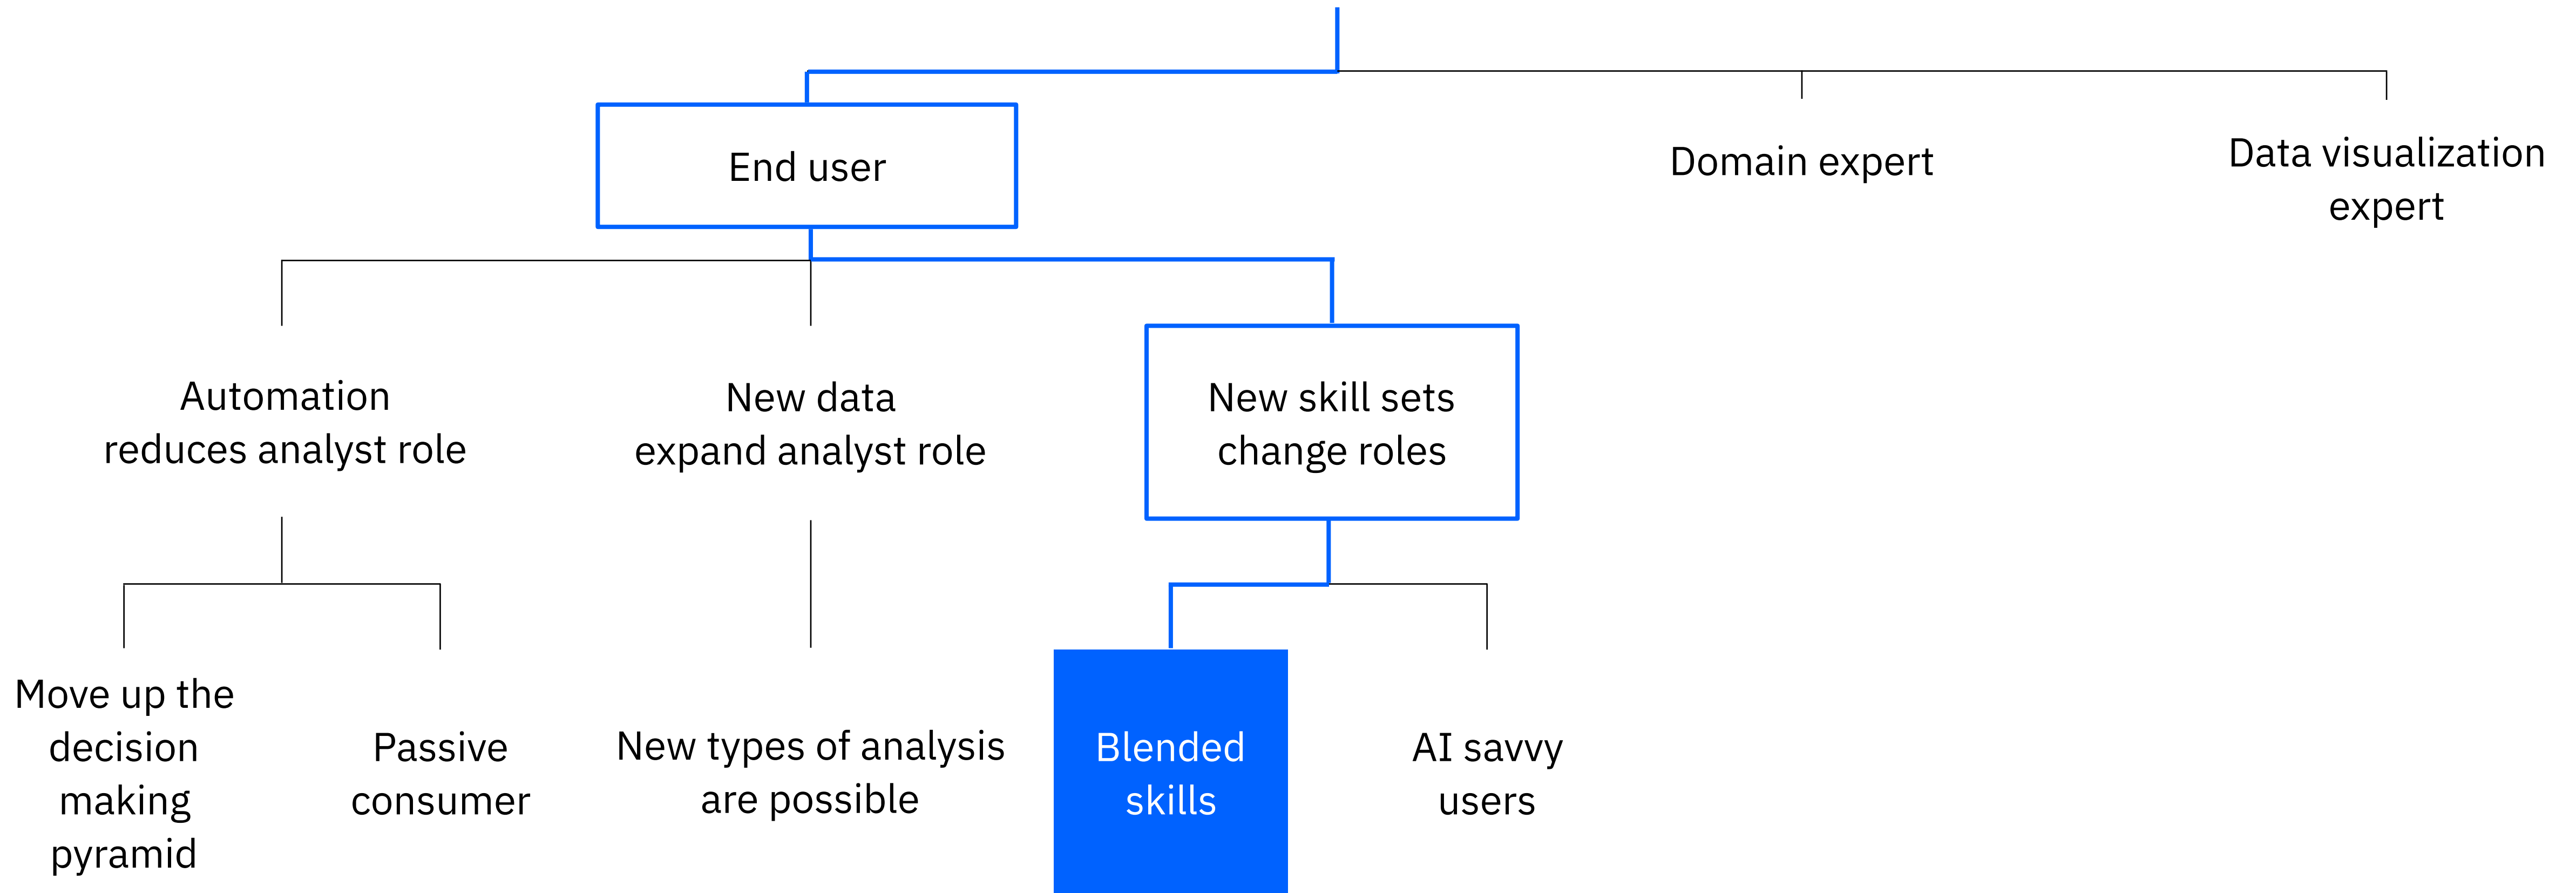 End user
Domain expert
Data visualization
expert
Automation
reduces analyst role
New data
expand analyst role
New skill sets
change roles
Move up the
decision
making
pyramid
Passive
consumer
New types of analysis
are possible
Blended
skills
AI savvy
users